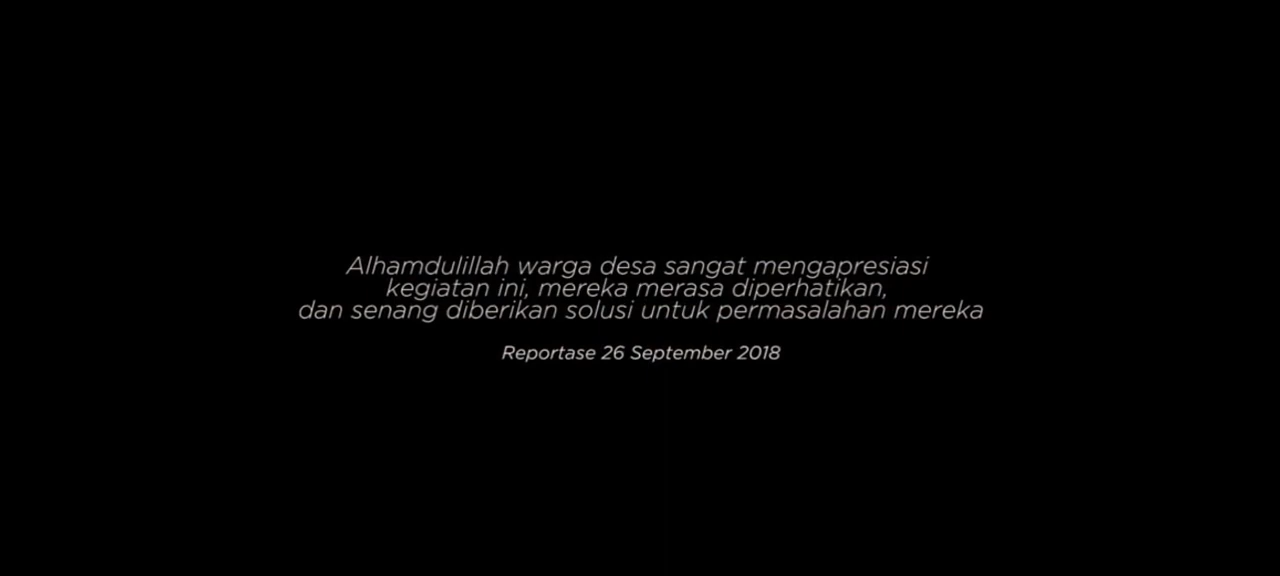 Alhamdulillah warga desa sangat mengapresiasi
kegiatan ini, mereka merasa diperhatikan,
dan senang diberikan solusi untuk permasalahan mereka
Reportase 26 September 2018